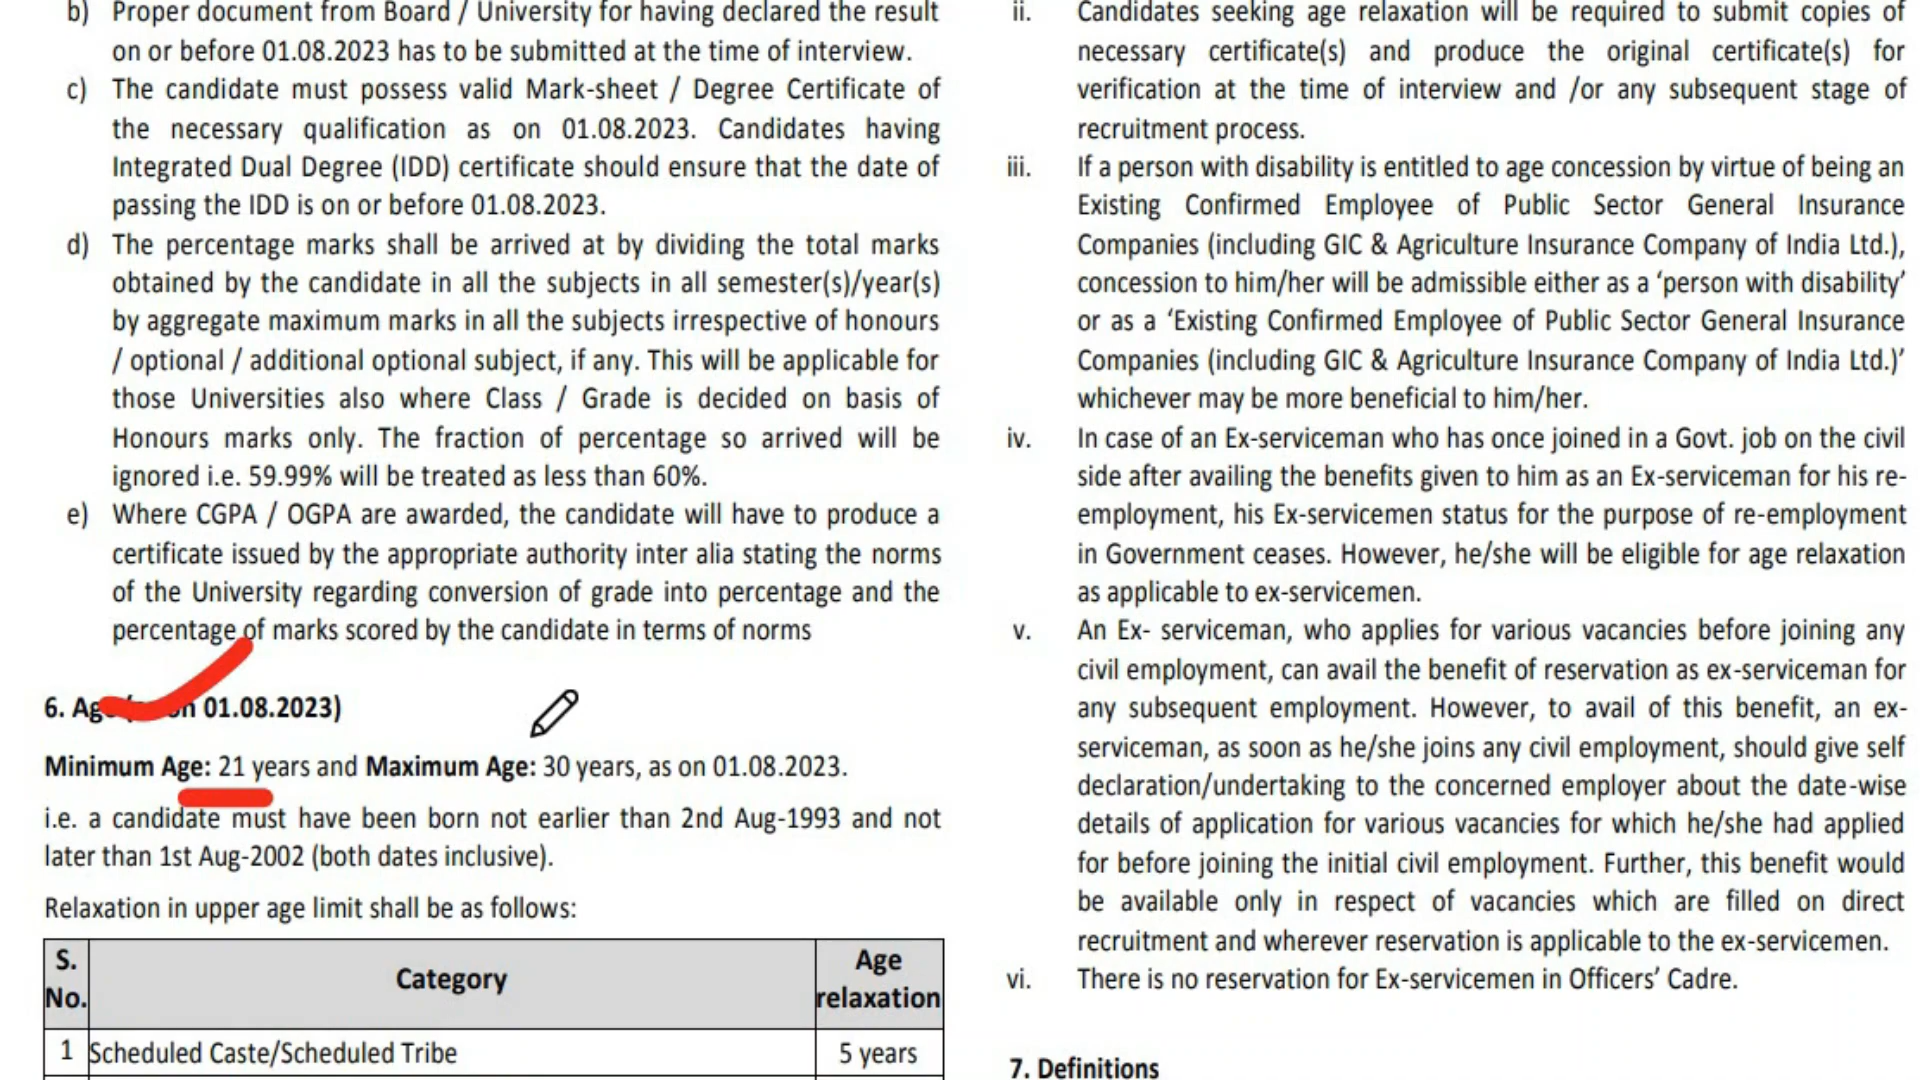 b) Proper document from Board / University for having declared the result
on or before 01.08.2023 has to be submitted at the time of interview.
c) The candidate must possess valid Mark-sheet / Degree Certificate of
the necessary qualification as on 01.08.2023. Candidates having
Integrated Dual Degree (IDD) certificate should ensure that the date of
passing the IDD is on or before 01.08.2023.
d) The percentage marks shall be arrived at by dividing the total marks
obtained by the candidate in all the subjects in all semester(s)/year(s)
by aggregate maximum marks in all the subjects irrespective of honours
/ optional / additional optional subject, if any. This will be applicable for
those Universities also where Class / Grade is decided on basis of
Honours marks only. The fraction of percentage so arrived will be
ignored i.e. 59.99% will be treated as less than 60%.
e) Where CGPA / OGPA are awarded, the candidate will have to produce a
certificate issued by the appropriate authority inter alia stating the norms
of the University regarding conversion of grade into percentage and the
percentage of marks scored by the candidate in terms of norms
6. 01.08.2023)
Minimum Age: 21 years and Maximum Age: 30 years, as on 01.08.2023.
i.e. a candidate must have been born not earlier than 2nd Aug-1993 and not
later than 1st Aug-2002 (both dates inclusive).
Relaxation in upper age limit shall be as follows:
S. No. Category Age relaxation
1 Scheduled Caste/Scheduled Tribe 5 years
ii. Candidates seeking age relaxation will be required to submit copies of
necessary certificate(s) and produce the original certificate(s) for
verification at the time of interview and /or any subsequent stage of
recruitment process.
iii. If a person with disability is entitled to age concession by virtue of being an
Existing Confirmed Employee of Public Sector General Insurance
Companies (including GIC & Agriculture Insurance Company of India Ltd.),
concession to him/her will be admissible either as a ‘person with disability’
or as a ‘Existing Confirmed Employee of Public Sector General Insurance
Companies (including GIC & Agriculture Insurance Company of India Ltd.)’
whichever may be more beneficial to him/her.
iv. In case of an Ex-serviceman who has once joined in a Govt. job on the civil
side after availing the benefits given to him as an Ex-serviceman for his re-
employment, his Ex-servicemen status for the purpose of re-employment
in Government ceases. However, he/she will be eligible for age relaxation
as applicable to ex-servicemen.
v. An Ex- serviceman, who applies for various vacancies before joining any
civil employment, can avail the benefit of reservation as ex-serviceman for
any subsequent employment. However, to avail of this benefit, an ex-
serviceman, as soon as he/she joins any civil employment, should give self
declaration/undertaking to the concerned employer about the date-wise
details of application for various vacancies for which he/she had applied
for before joining the initial civil employment. Further, this benefit would
be available only in respect of vacancies which are filled on direct
recruitment and wherever reservation is applicable to the ex-servicemen.
vi. There is no reservation for Ex-servicemen in Officers’ Cadre.
7. Definitions